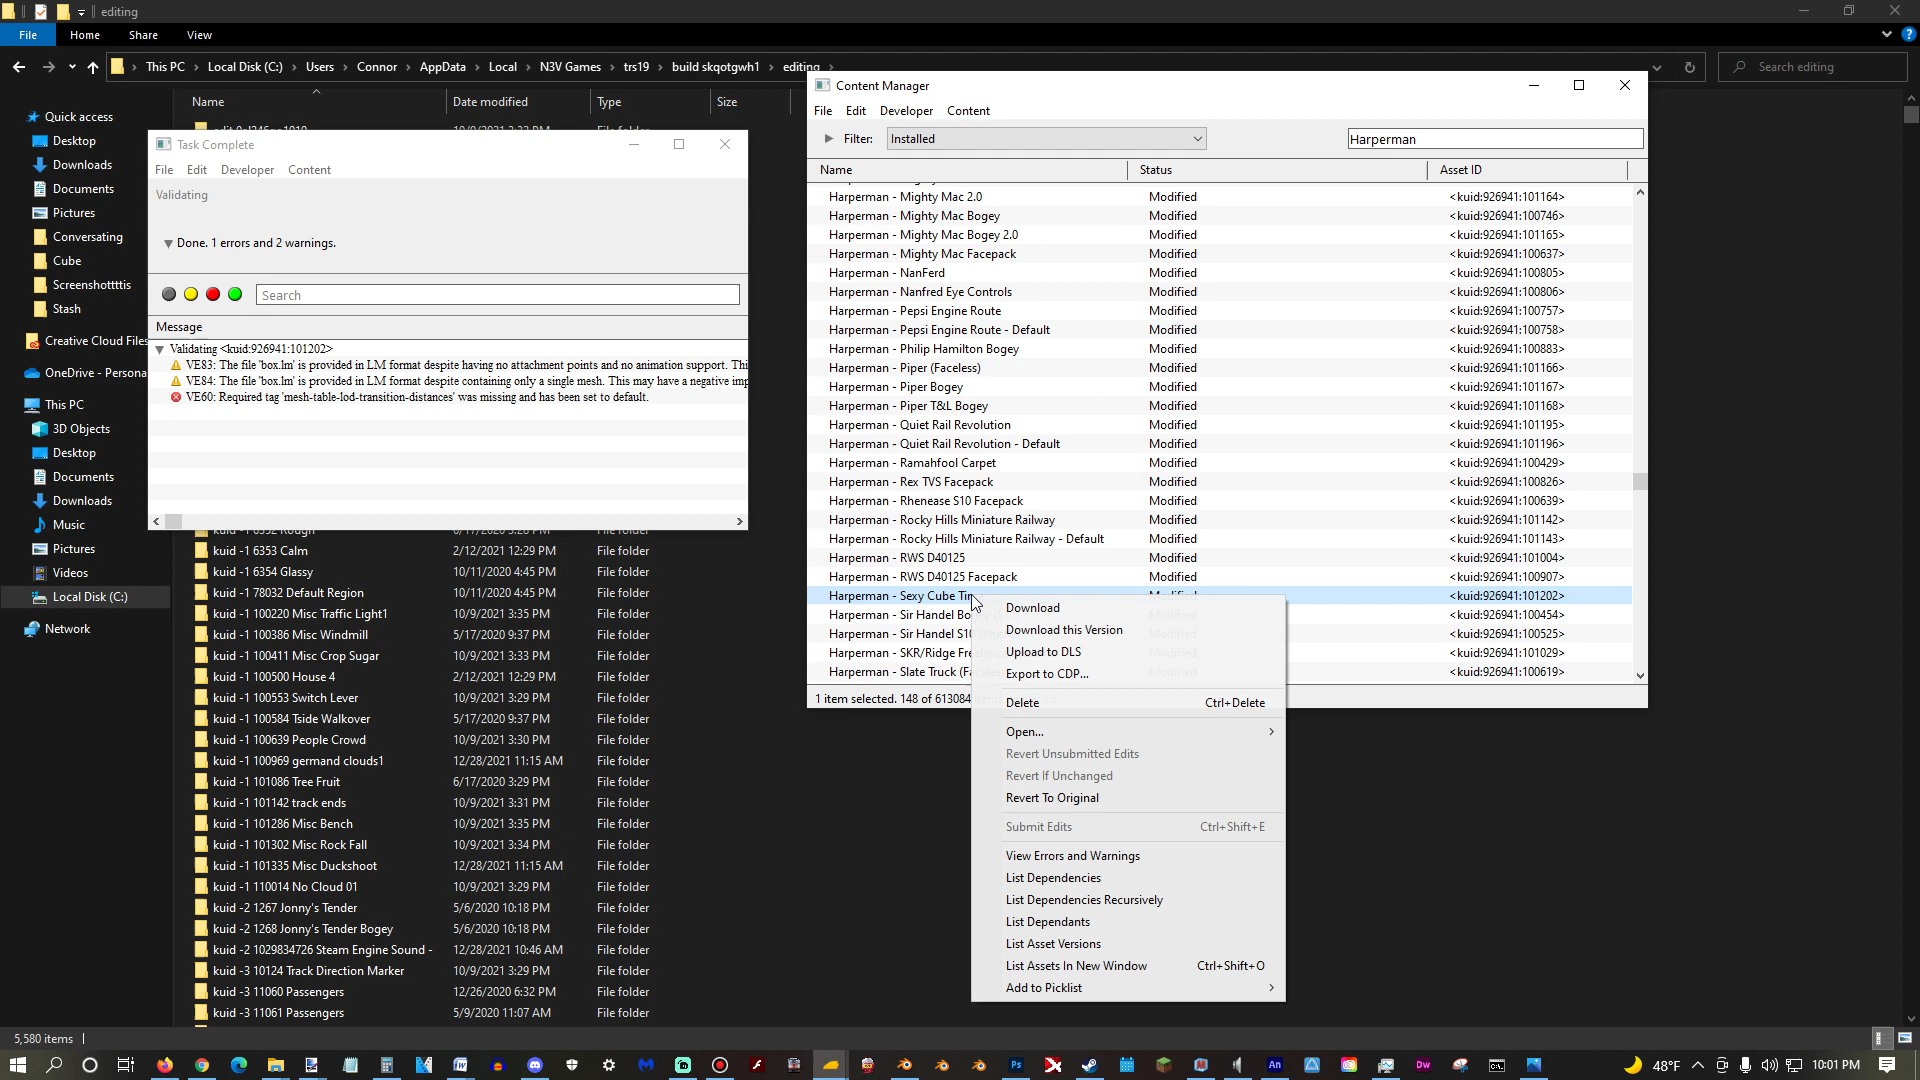 editing
File
Home
Share
View
This PC
Local Disk (C:)
Users
Connor
AppData
Local
N3V Games
trs19
build skqotgwh1
editing
Search editing
Name
Date modified
Type
Size
Quick access
Desktop
Downloads
Documents
Pictures
Conversating
Cube
Screenshottttis
Stash
Creative Cloud Files
OneDrive - Persona
This PC
3D Objects
Desktop
Documents
Downloads
Music
Pictures
Videos
Local Disk (C:)
Network
Task Complete
File Edit Developer Content
Validating
Done. 1 errors and 2 warnings.
Search
Message
Validating <kuid:926941:101202>
VE83: The file 'box.lm' is provided in LM format despite having no attachment points and no animation support. Thi
VE84: The file 'box.lm' is provided in LM format despite containing only a single mesh. This may have a negative imp
VE60: Required tag 'mesh-table-lod-transition-distances' was missing and has been set to default.
kuid -1 6353 Calm 2/12/2021 12:29 PM File folder
kuid -1 6354 Glassy 10/11/2020 4:45 PM File folder
kuid -1 78032 Default Region 10/11/2020 4:45 PM File folder
kuid -1 100220 Misc Traffic Light1 10/9/2021 3:33 PM File folder
kuid -1 100386 Misc Windmill 5/17/2020 9:37 PM File folder
kuid -1 100411 Misc Crop Sugar 10/9/2021 3:33 PM File folder
kuid -1 100500 House 4 2/12/2021 12:29 PM File folder
kuid -1 100553 Switch Lever 10/9/2021 3:29 PM File folder
kuid -1 100584 Tside Walkover 5/17/2020 9:37 PM File folder
kuid -1 100639 People Crowd 10/9/2021 3:30 PM File folder
kuid -1 100969 germand clouds1 12/28/2021 11:15 AM File folder
kuid -1 101086 Tree Fruit 6/17/2020 3:29 PM File folder
kuid -1 101142 track ends 10/9/2021 3:31 PM File folder
kuid -1 101286 Misc Bench 10/9/2021 3:35 PM File folder
kuid -1 101302 Misc Rock Fall 10/9/2021 3:34 PM File folder
kuid -1 101335 Misc Duckshoot 12/28/2021 11:15 AM File folder
kuid -1 110014 No Cloud 01 10/9/2021 3:29 PM File folder
kuid -2 1267 Jonny's Tender 5/6/2020 10:18 PM File folder
kuid -2 1268 Jonny's Tender Bogey 5/6/2020 10:18 PM File folder
kuid -2 1029834726 Steam Engine Sound - 12/28/2021 10:46 AM File folder
kuid -3 10124 Track Direction Marker 10/9/2021 3:29 PM File folder
kuid -3 11060 Passengers 12/26/2020 6:32 PM File folder
kuid -3 11061 Passengers 5/9/2020 11:07 AM File folder
Content Manager
File Edit Developer Content
Filter: Installed Harperman
Name Status Asset ID
Harperman - Mighty Mac 2.0 Modified <kuid:926941:101164>
Harperman - Mighty Mac Bogey Modified <kuid:926941:100746>
Harperman - Mighty Mac Bogey 2.0 Modified <kuid:926941:101165>
Harperman - Mighty Mac Facepack Modified <kuid:926941:100637>
Harperman - NanFerd Modified <kuid:926941:100805>
Harperman - Nanfred Eye Controls Modified <kuid:926941:100806>
Harperman - Pepsi Engine Route Modified <kuid:926941:100757>
Harperman - Pepsi Engine Route - Default Modified <kuid:926941:100758>
Harperman - Philip Hamilton Bogey Modified <kuid:926941:100883>
Harperman - Piper (Faceless) Modified <kuid:926941:101166>
Harperman - Piper Bogey Modified <kuid:926941:101167>
Harperman - Piper T&L Bogey Modified <kuid:926941:101168>
Harperman - Quiet Rail Revolution Modified <kuid:926941:101195>
Harperman - Quiet Rail Revolution - Default Modified <kuid:926941:101196>
Harperman - Ramahfool Carpet Modified <kuid:926941:100429>
Harperman - Rex TVS Facepack Modified <kuid:926941:100826>
Harperman - Rhenease S10 Facepack Modified <kuid:926941:100639>
Harperman - Rocky Hills Miniature Railway Modified <kuid:926941:101142>
Harperman - Rocky Hills Miniature Railway - Default Modified <kuid:926941:101143>
Harperman - RWS D40125 Modified <kuid:926941:101004>
Harperman - RWS D40125 Facepack Modified <kuid:926941:100907>
Harperman - Sexy Cube <kuid:926941:101202>
Harperman - Sir Handel <kuid:926941:100454>
Harperman - Sir Handel S10 <kuid:926941:100525>
Harperman - SKR/Ridge <kuid:926941:101029>
Harperman - Slate Truck <kuid:926941:100619>
1 item selected. 148 of 613084
Download
Download this Version
Upload to DLS
Export to CDP...
Delete Ctrl+Delete
Open...
Revert Unsubmitted Edits
Revert If Unchanged
Revert To Original
Submit Edits Ctrl+Shift+E
View Errors and Warnings
List Dependencies
List Dependencies Recursively
List Dependants
List Asset Versions
List Assets In New Window Ctrl+Shift+O
Add to Picklist
5,580 items
48°F
10:01 PM